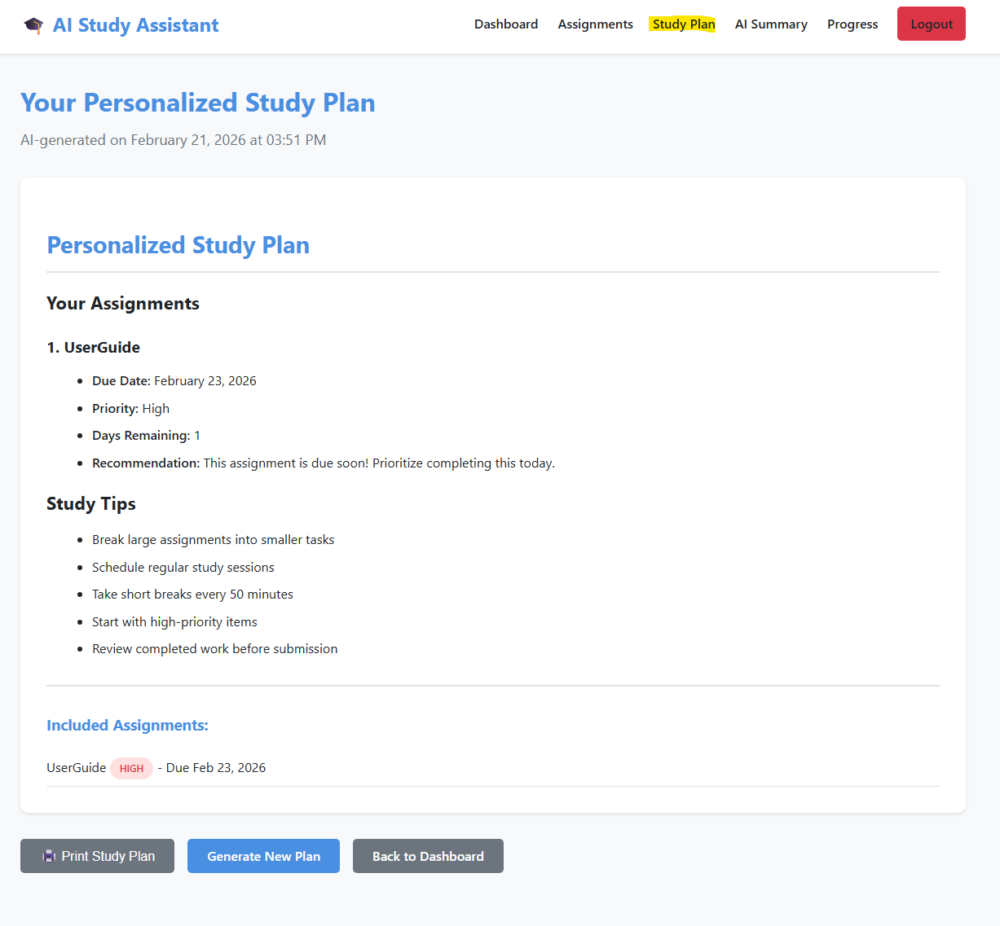 AI Study Assistant
Dashboard
Assignments
Study Plan
AI Summary
Progress
Logout
Your Personalized Study Plan
AI-generated on February 21, 2026 at 03:51 PM
Personalized Study Plan
Your Assignments
1. UserGuide
Due Date: February 23, 2026
Priority: High
Days Remaining: 1
Recommendation: This assignment is due soon! Prioritize completing this today.
Study Tips
Break large assignments into smaller tasks
Schedule regular study sessions
Take short breaks every 50 minutes
Start with high-priority items
Review completed work before submission
Included Assignments:
UserGuide HIGH - Due Feb 23, 2026
Print Study Plan
Generate New Plan
Back to Dashboard